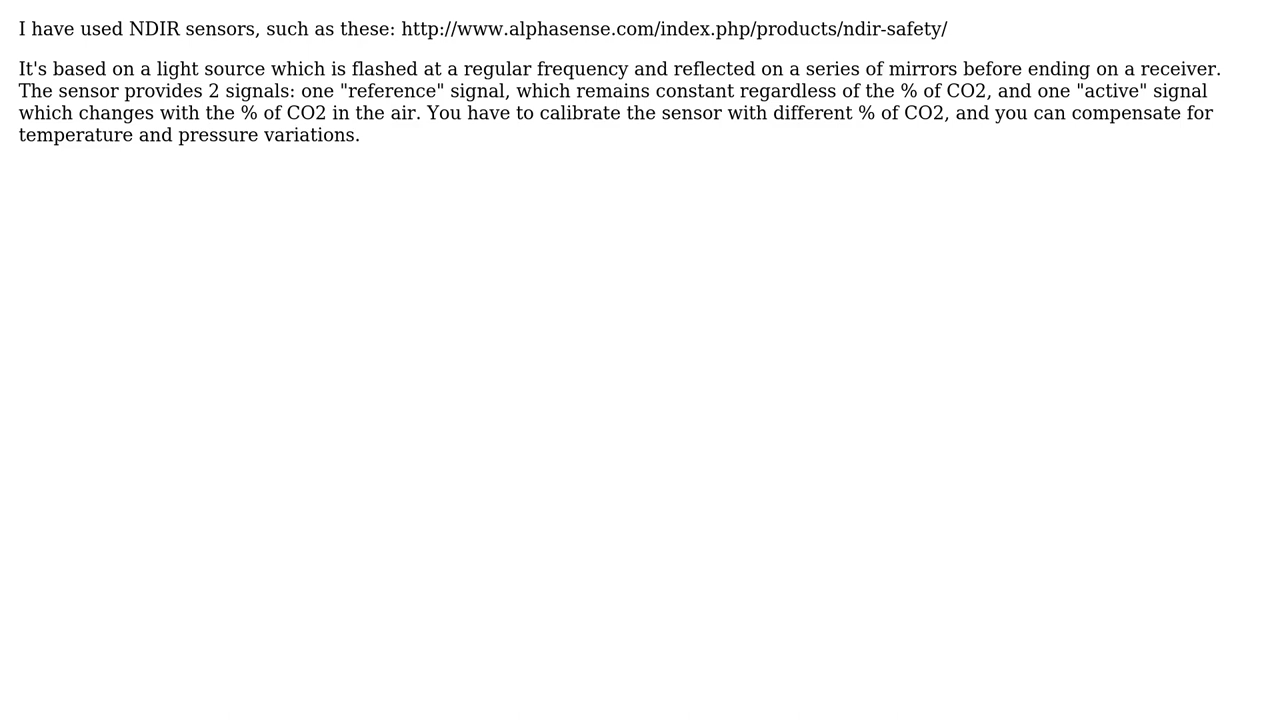 I have used NDIR sensors, such as these: http://www.alphasense.com/index.php/products/ndir-safety/
It's based on a light source which is flashed at a regular frequency and reflected on a series of mirrors before ending on a receiver.
The sensor provides 2 signals: one "reference" signal, which remains constant regardless of the % of CO2, and one "active" signal
which changes with the % of CO2 in the air. You have to calibrate the sensor with different % of CO2, and you can compensate for
temperature and pressure variations.